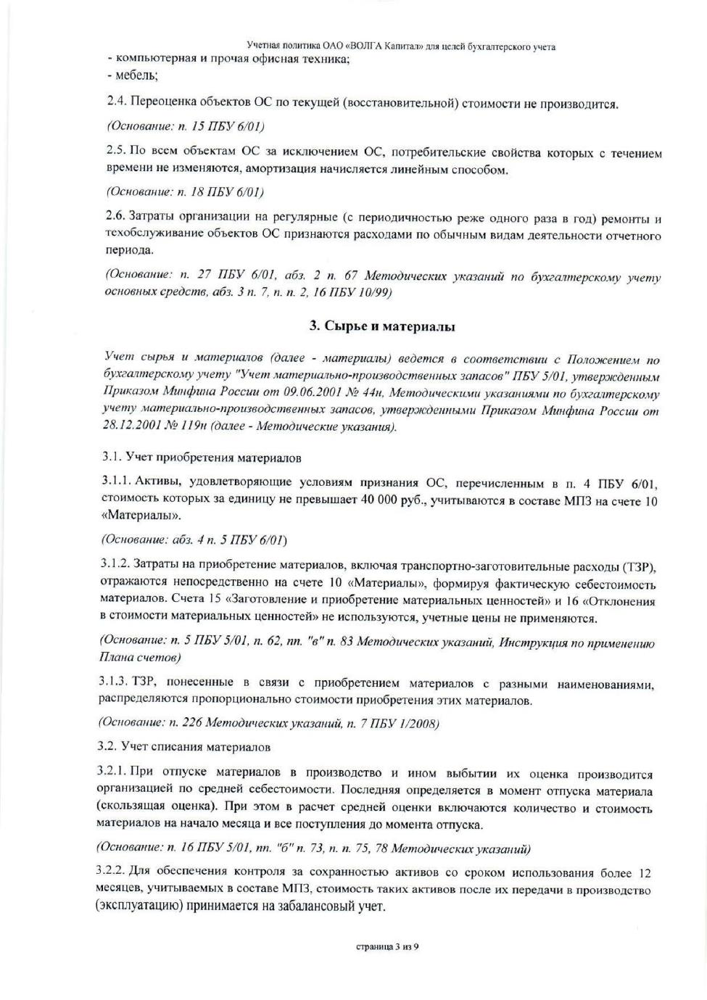 Учетная политика ОАО «ВОЛГА Капитал» для целей бухгалтерского учета
- компьютерная и прочая офисная техника;
- мебель;
2.4. Переоценка объектов ОС по текущей (восстановительной) стоимости не производится.
(Основание: п. 15 ПБУ 6/01)
2.5. По всем объектам ОС за исключением ОС, потребительские свойства которых с течением
времени не изменяются, амортизация начисляется линейным способом.
(Основание: п. 18 ПБУ 6/01)
2.6. Затраты организации на регулярные (с периодичностью реже одного раза в год) ремонты и
техобслуживание объектов ОС признаются расходами по обычным видам деятельности отчетного
периода.
(Основание: п. 27 ПБУ 6/01, абз. 2 п. 67 Методических указаний по бухгалтерскому учету
основных средств, абз. 3 п. 7, п. п. 2, 16 ПБУ 10/99)
3. Сырье и материалы
Учет сырья и материалов (далее - материалы) ведется в соответствии с Положением по
бухгалтерскому учету "Учет материально-производственных запасов" ПБУ 5/01, утвержденным
Приказом Минфина России от 09.06.2001 № 44н, Методическими указаниями по бухгалтерскому
учету материально-производственных запасов, утвержденными Приказом Минфина России от
28.12.2001 № 119н (далее - Методические указания).
3.1. Учет приобретения материалов
3.1.1. Активы, удовлетворяющие условиям признания ОС, перечисленным в п. 4 ПБУ 6/01,
стоимость которых за единицу не превышает 40 000 руб., учитываются в составе МПЗ на счете 10
«Материалы».
(Основание: абз. 4 п. 5 ПБУ 6/01)
3.1.2. Затраты на приобретение материалов, включая транспортно-заготовительные расходы (ТЗР),
отражаются непосредственно на счете 10 «Материалы», формируя фактическую себестоимость
материалов. Счета 15 «Заготовление и приобретение материальных ценностей» и 16 «Отклонения
в стоимости материальных ценностей» не используются, учетные цены не применяются.
(Основание: п. 5 ПБУ 5/01, п. 62, пп. "в" п. 83 Методических указаний, Инструкция по применению
Плана счетов)
3.1.3. ТЗР, понесенные в связи с приобретением материалов с разными наименованиями,
распределяются пропорционально стоимости приобретения этих материалов.
(Основание: п. 226 Методических указаний, п. 7 ПБУ 1/2008)
3.2. Учет списания материалов
3.2.1. При отпуске материалов в производство и ином выбытии их оценка производится
организацией по средней себестоимости. Последняя определяется в момент отпуска материала
(скользящая оценка). При этом в расчет средней оценки включаются количество и стоимость
материалов на начало месяца и все поступления до момента отпуска.
(Основание: п. 16 ПБУ 5/01, пп. "б" п. 73, п. п. 75, 78 Методических указаний)
3.2.2. Для обеспечения контроля за сохранностью активов со сроком использования более 12
месяцев, учитываемых в составе МПЗ, стоимость таких активов после их передачи в производство
(эксплуатацию) принимается на забалансовый учет.
страница 3 из 9